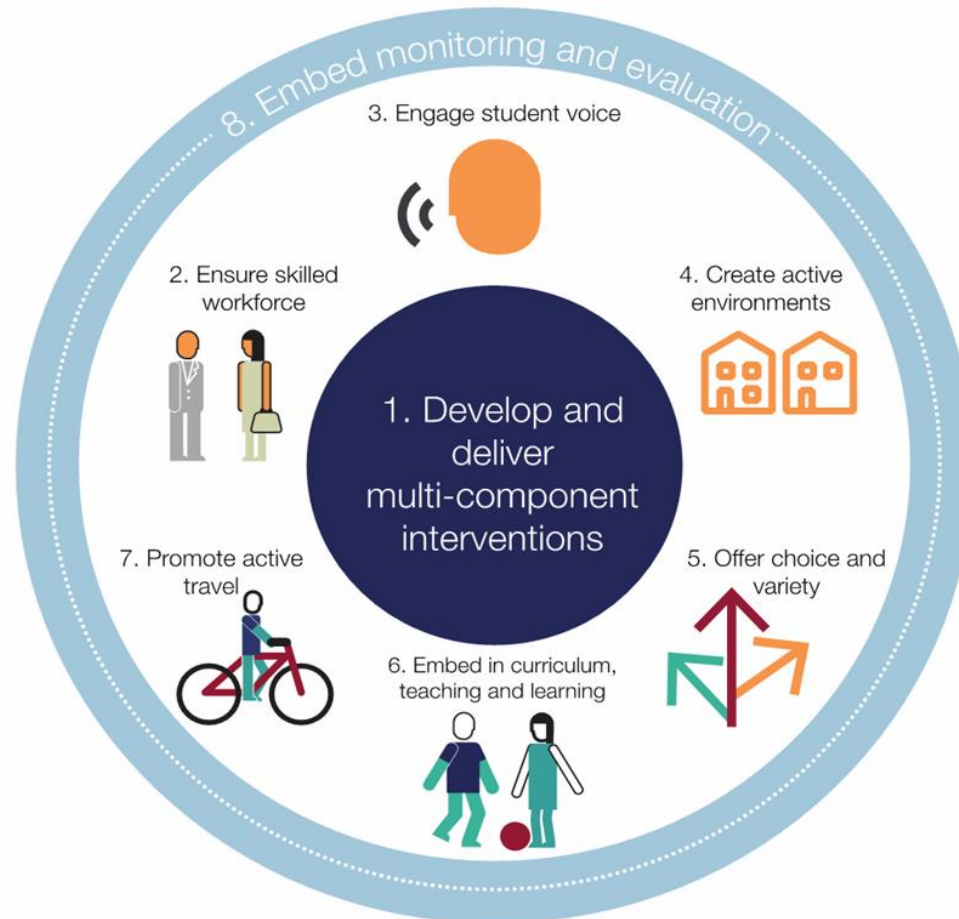 8. Embed monitoring and evaluation
3. Engage student voice
2. Ensure skilled
workforce
4. Create active
environments
1. Develop and
deliver
multi-component
interventions
7. Promote active
travel
5. Offer choice and
variety
6. Embed in curriculum,
teaching and learning